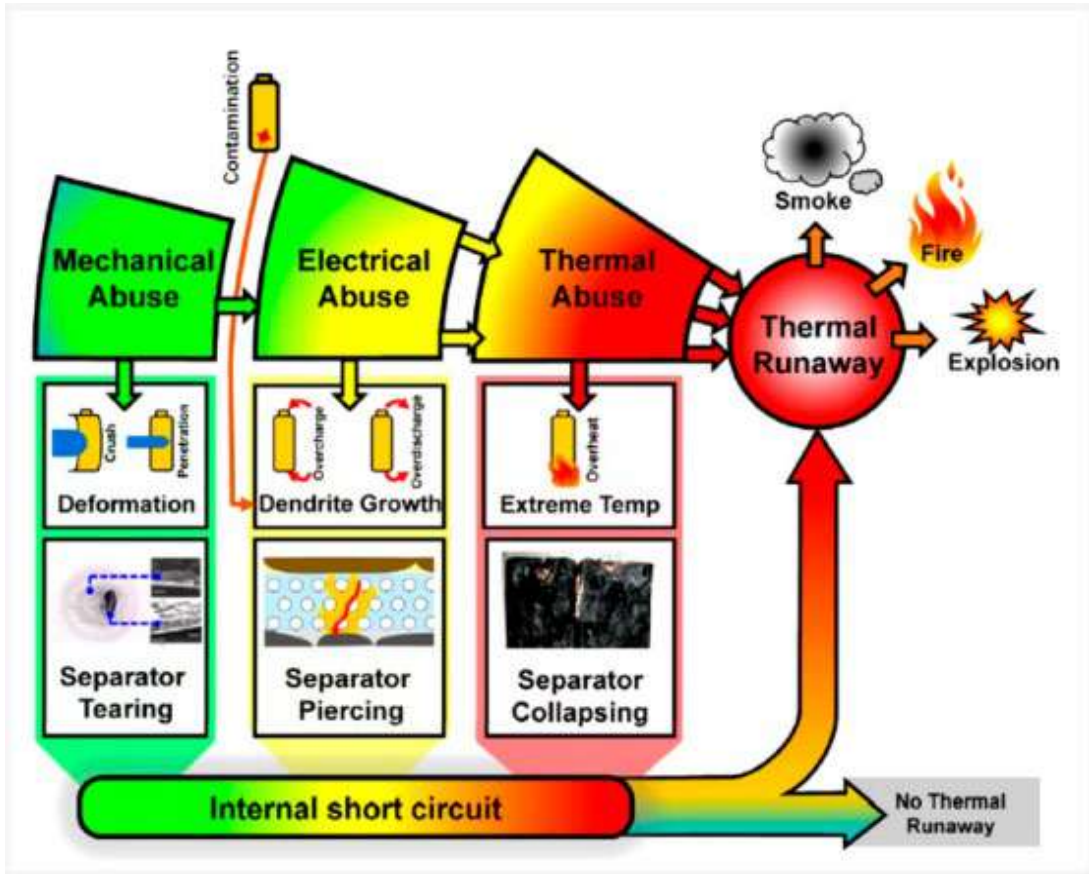 Contamination
Mechanical
Abuse
Electrical
Abuse
Thermal
Abuse
Smoke
Fire
Explosion
Thermal
Runaway
Crush
Penetration
Deformation
Overcharge
Overdischarge
Dendrite Growth
Overheat
Extreme Temp
Separator
Tearing
Separator
Piercing
Separator
Collapsing
Internal short circuit
No Thermal
Runaway